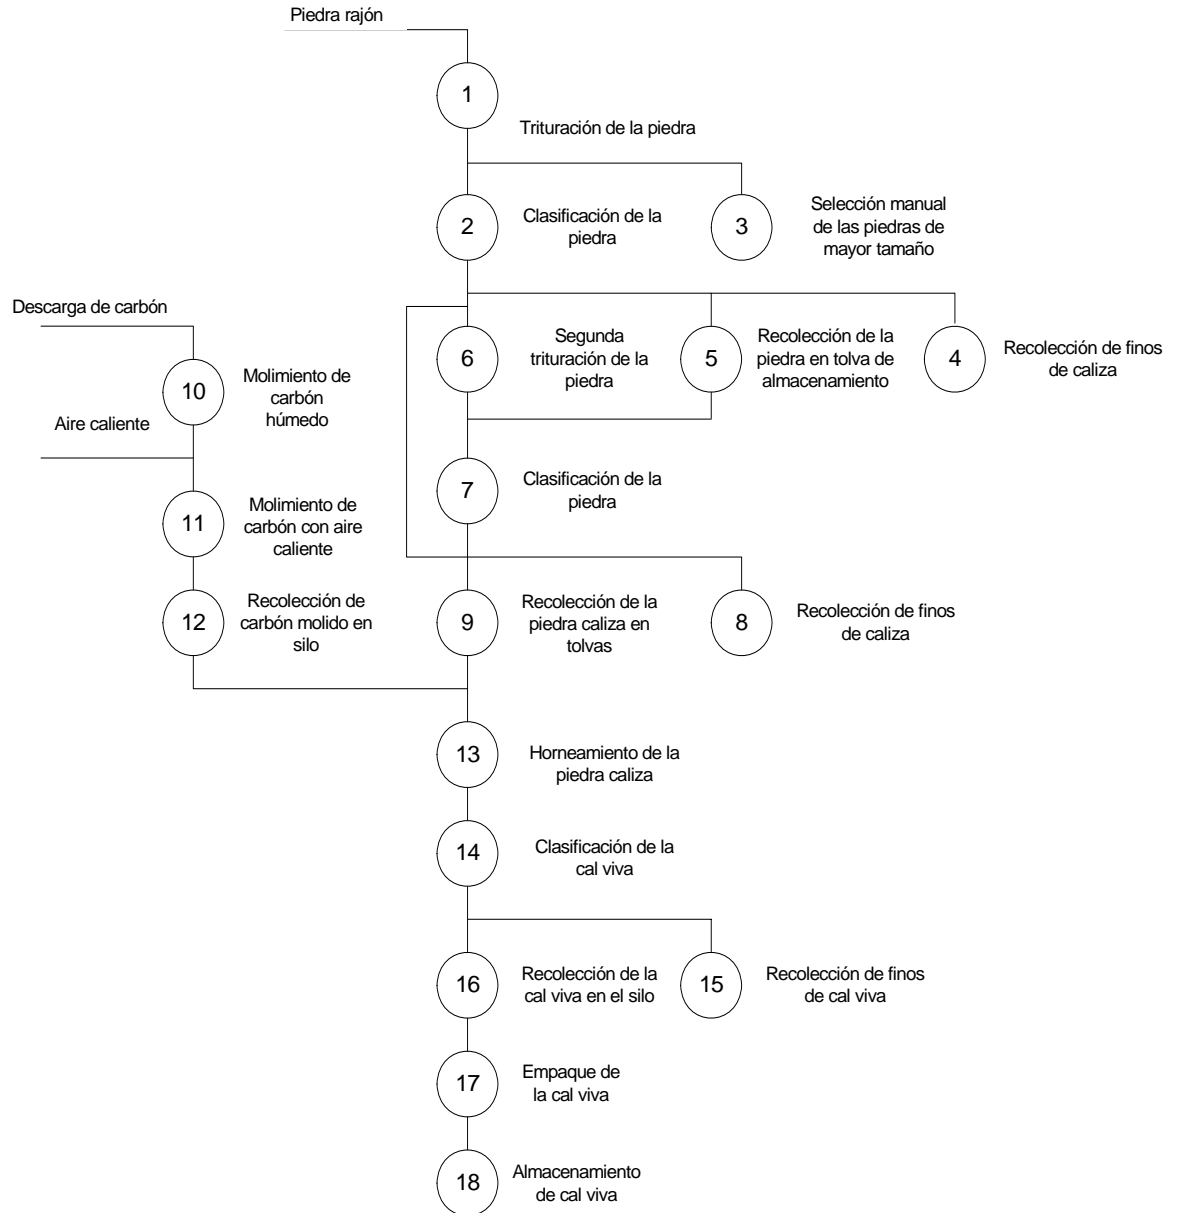 Piedra rajón
1
Trituración de la piedra
2
Clasificación de la
piedra
3
Selección manual
de las piedras de
mayor tamaño
Descarga de carbón
6
Segunda
trituración de la
piedra
5
Recolección de la
piedra en tolva de
almacenamiento
4
Recolección de finos
de caliza
10
Molimiento de
carbón
húmedo
Aire caliente
7
Clasificación de la
piedra
11
Molimiento de
carbón con aire
caliente
12
Recolección de
carbón molido en
silo
9
Recolección de la
piedra caliza en
tolvas
8
Recolección de finos
de caliza
13
Horneamiento de la
piedra caliza
14
Clasificación de la
cal viva
16
Recolección de la
cal viva en el silo
15
Recolección de finos
de cal viva
17
Empaque de
la cal viva
18
Almacenamiento
de cal viva